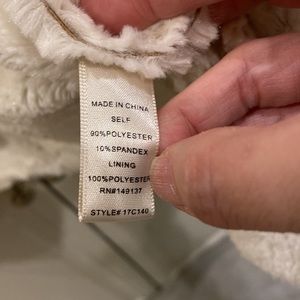 MADE IN CHINA
SELF
90%POLYESTER
10%SPANDEX
LINING
100%POLYESTER
RN#149137
STYLE# 17C140